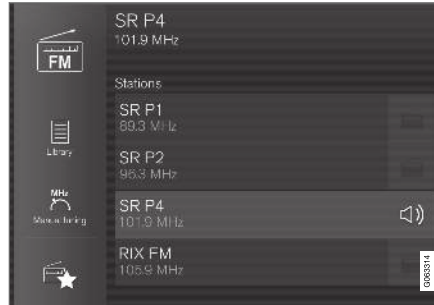 SR P4
101.9 MHz
FM
Stations
SR P1
89.3 MHz
Library
SR P2
96.3 MHz
MHz
Manual tuning
SR P4
101.9 MHz
RIX FM
105.9 MHz
G063314